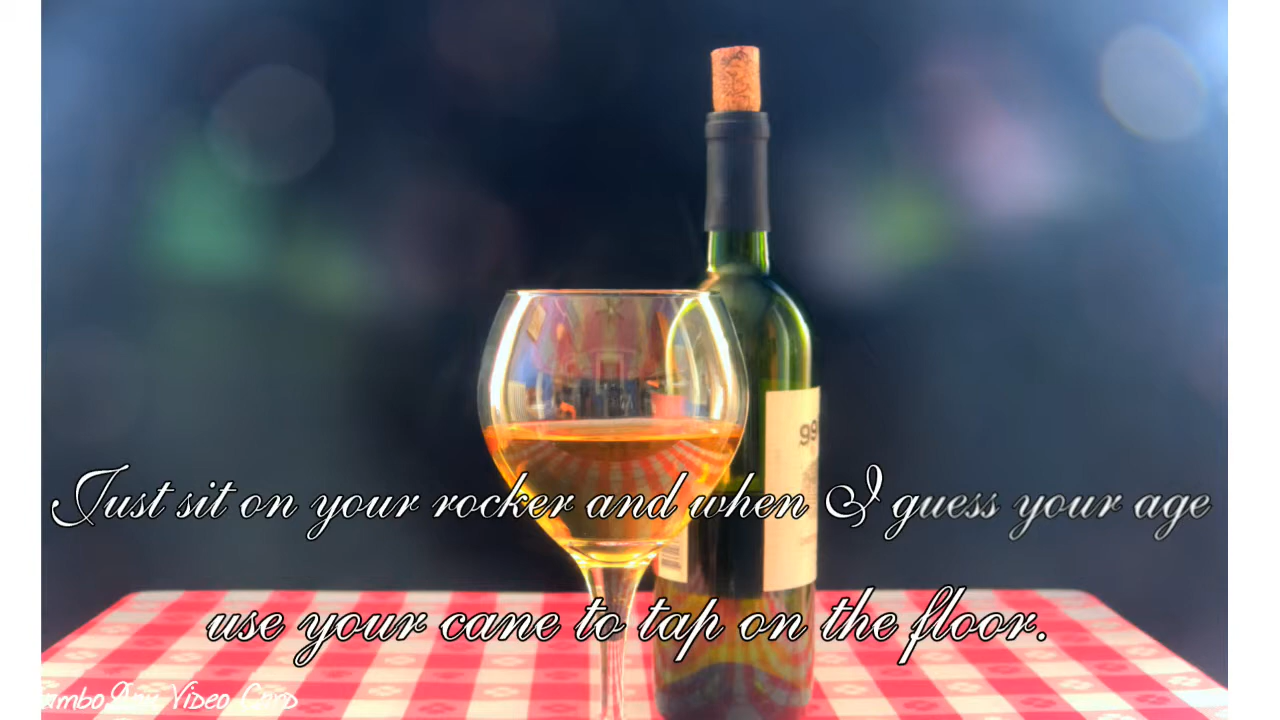 99
Just sit on your rocker and when I guess your age
use your cane to tap on the floor.
Video Card